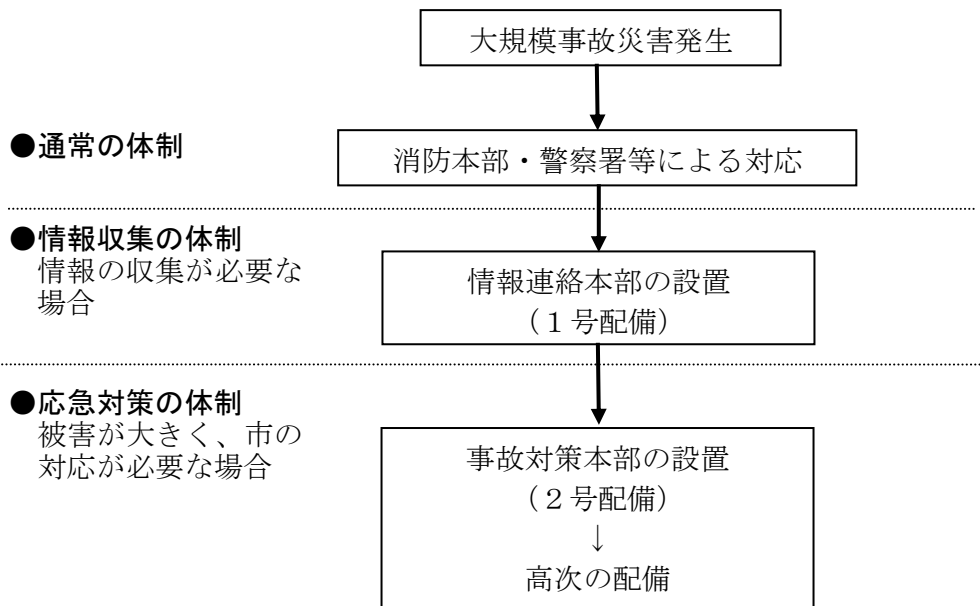 大規模事故災害発生
●通常の体制
消防本部・警察署等による対応
●情報収集の体制
情報の収集が必要な
場合
情報連絡本部の設置
（１号配備）
●応急対策の体制
被害が大きく、市の
対応が必要な場合
事故対策本部の設置
（２号配備）
↓
高次の配備